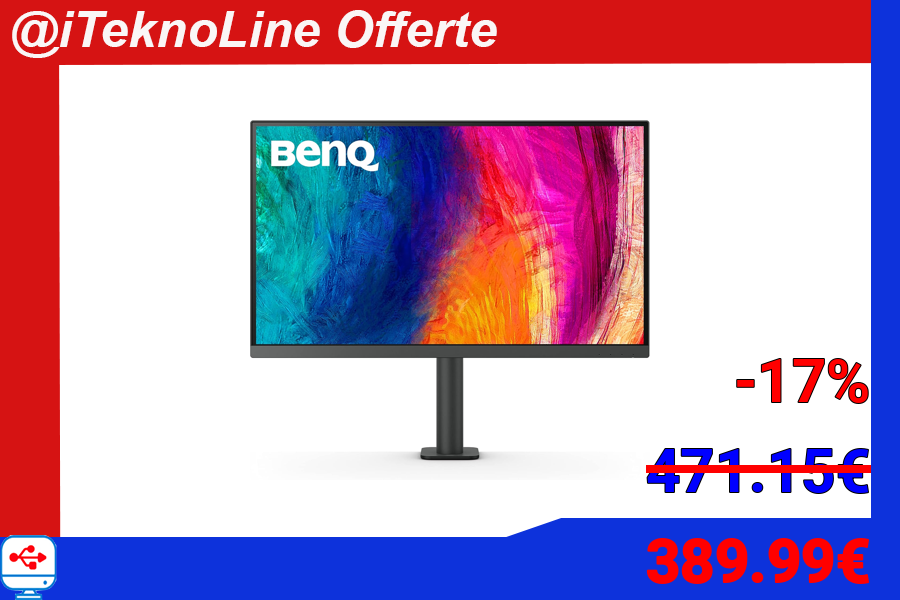 @iTeknoLine Offerte
BenQ
-17%
471.15€
389.99€